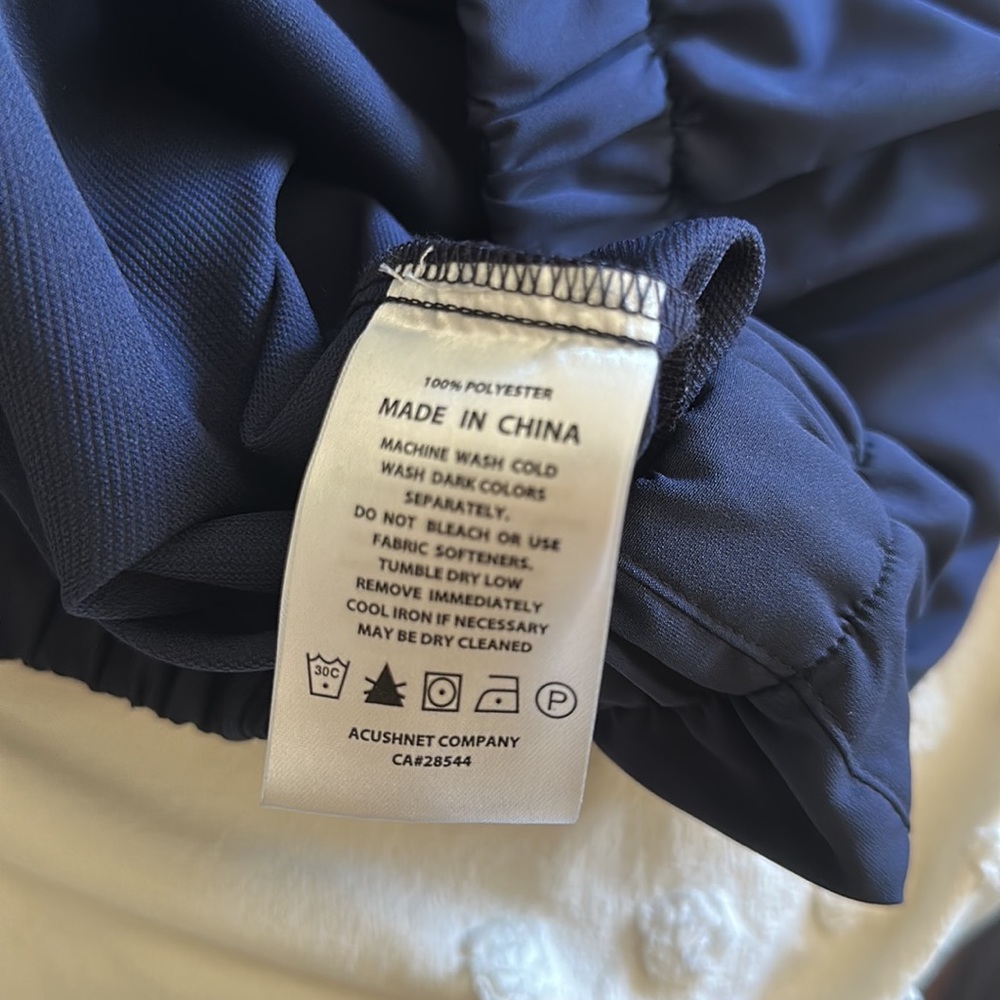 100% POLYESTER
MADE IN CHINA
MACHINE WASH COLD
WASH DARK COLORS
SEPARATELY.
DO NOT BLEACH OR USE
FABRIC SOFTENERS.
TUMBLE DRY LOW
REMOVE IMMEDIATELY
COOL IRON IF NECESSARY
MAY BE DRY CLEANED
30C P
ACUSHNET COMPANY
CA#28544